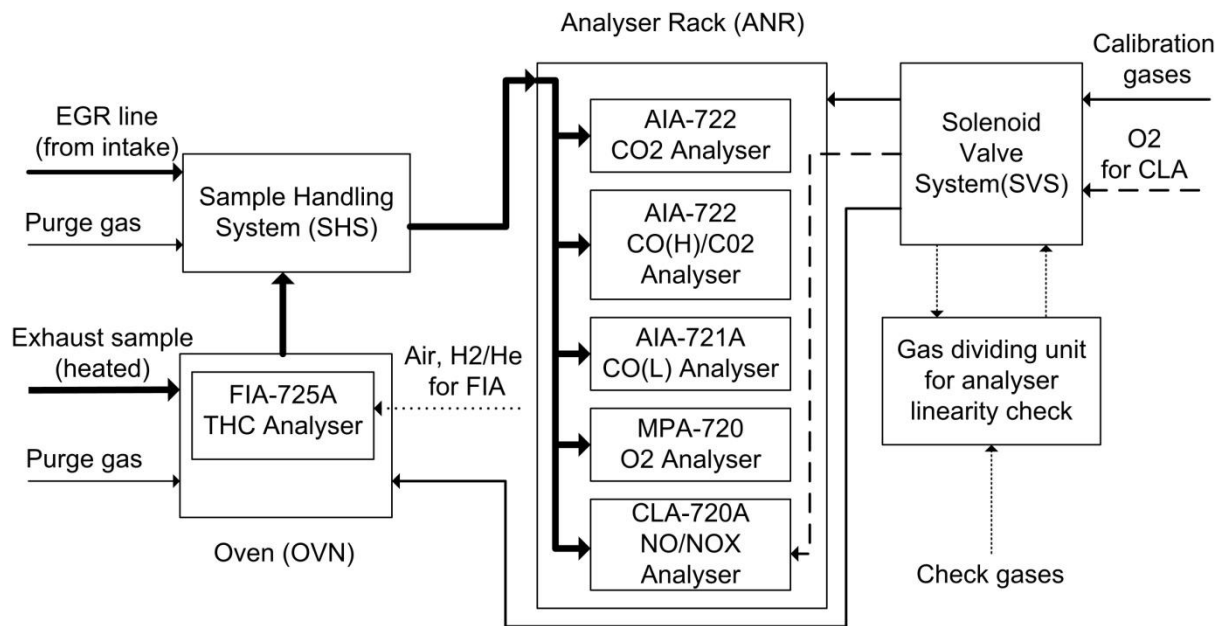 Analyser Rack (ANR)
Calibration
gases
EGR line
(from intake)
AIA-722
CO2 Analyser
Solenoid
Valve
System(SVS)
O2
for CLA
Purge gas
Sample Handling
System (SHS)
AIA-722
CO(H)/C02
Analyser
Exhaust sample
(heated)
Air, H2/He
for FIA
AIA-721A
CO(L) Analyser
Gas dividing unit
for analyser
linearity check
FIA-725A
THC Analyser
MPA-720
O2 Analyser
Purge gas
CLA-720A
NO/NOX
Analyser
Oven (OVN)
Check gases